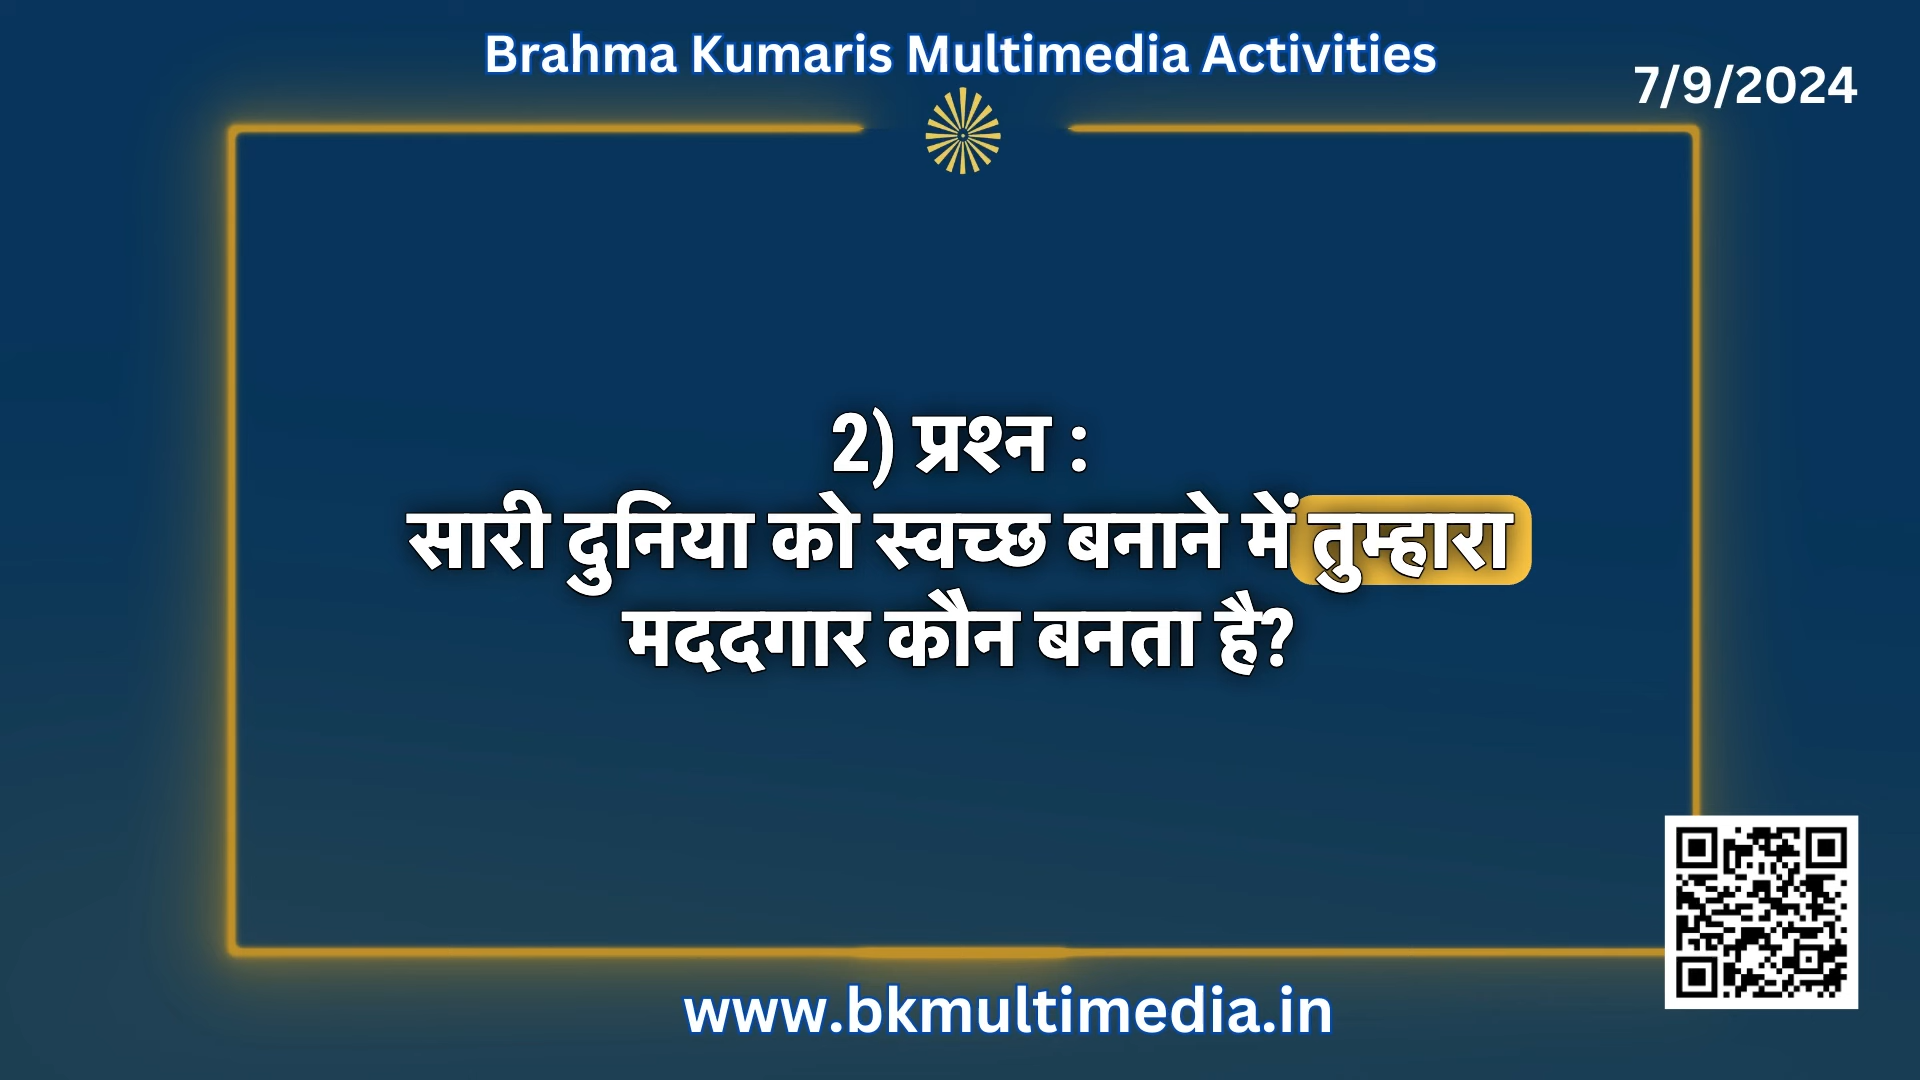 Brahma Kumaris Multimedia Activities
7/9/2024
2) प्रश्न :
सारी दुनिया को स्वच्छ बनाने में तुम्हारा
मददगार कौन बनता है?
www.bkmultimedia.in